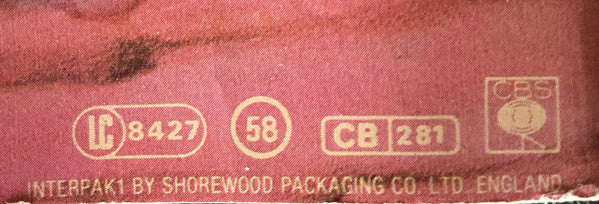 CBS
LC 8427 58 CB 281
INTERPAK1 BY SHOREWOOD PACKAGING CO. LTD. ENGLAND